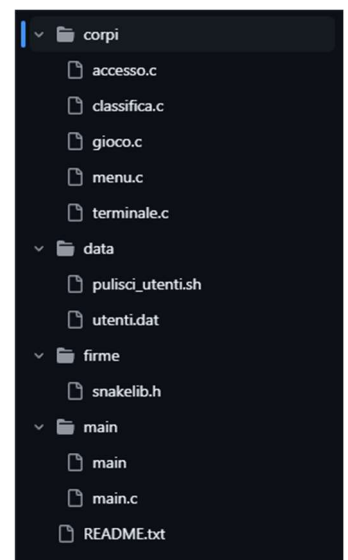 corpi
accesso.c
classifica.c
gioco.c
menu.c
terminale.c
data
pulisci_utenti.sh
utenti.dat
firme
snakelib.h
main
main
main.c
README.txt